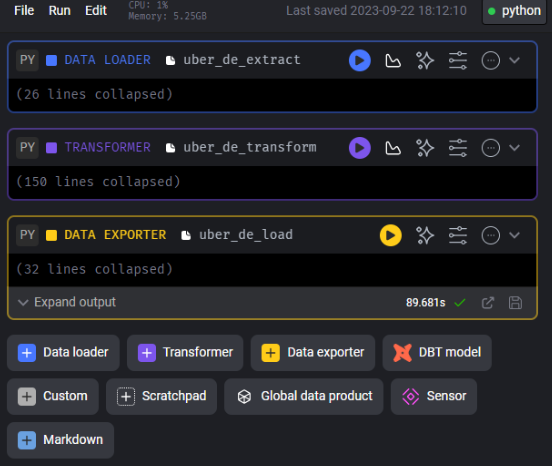 File Run Edit CPU: 1% Last saved 2023-09-22 18:12:10 python
Memory: 5.25GB
PY DATA LOADER uber_de_extract
(26 lines collapsed)
PY TRANSFORMER uber_de_transform
(150 lines collapsed)
PY DATA EXPORTER uber_de_load
(32 lines collapsed)
Expand output 89.681s
Data loader Transformer Data exporter DBT model
Custom Scratchpad Global data product Sensor
Markdown